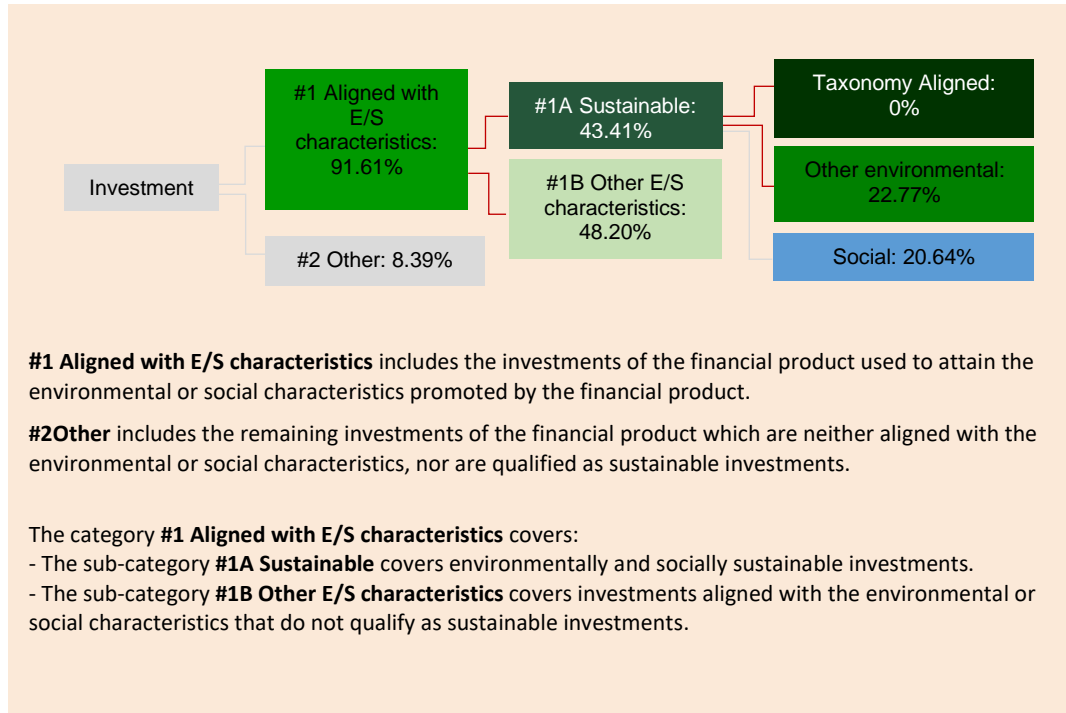 Investment
#1 Aligned with
E/S
characteristics:
91.61%
#2 Other: 8.39%
#1A Sustainable:
43.41%
#1B Other E/S
characteristics:
48.20%
Taxonomy Aligned:
0%
Other environmental:
22.77%
Social: 20.64%
#1 Aligned with E/S characteristics includes the investments of the financial product used to attain the
environmental or social characteristics promoted by the financial product.
#2Other includes the remaining investments of the financial product which are neither aligned with the
environmental or social characteristics, nor are qualified as sustainable investments.
The category #1 Aligned with E/S characteristics covers:
- The sub-category #1A Sustainable covers environmentally and socially sustainable investments.
- The sub-category #1B Other E/S characteristics covers investments aligned with the environmental or
social characteristics that do not qualify as sustainable investments.